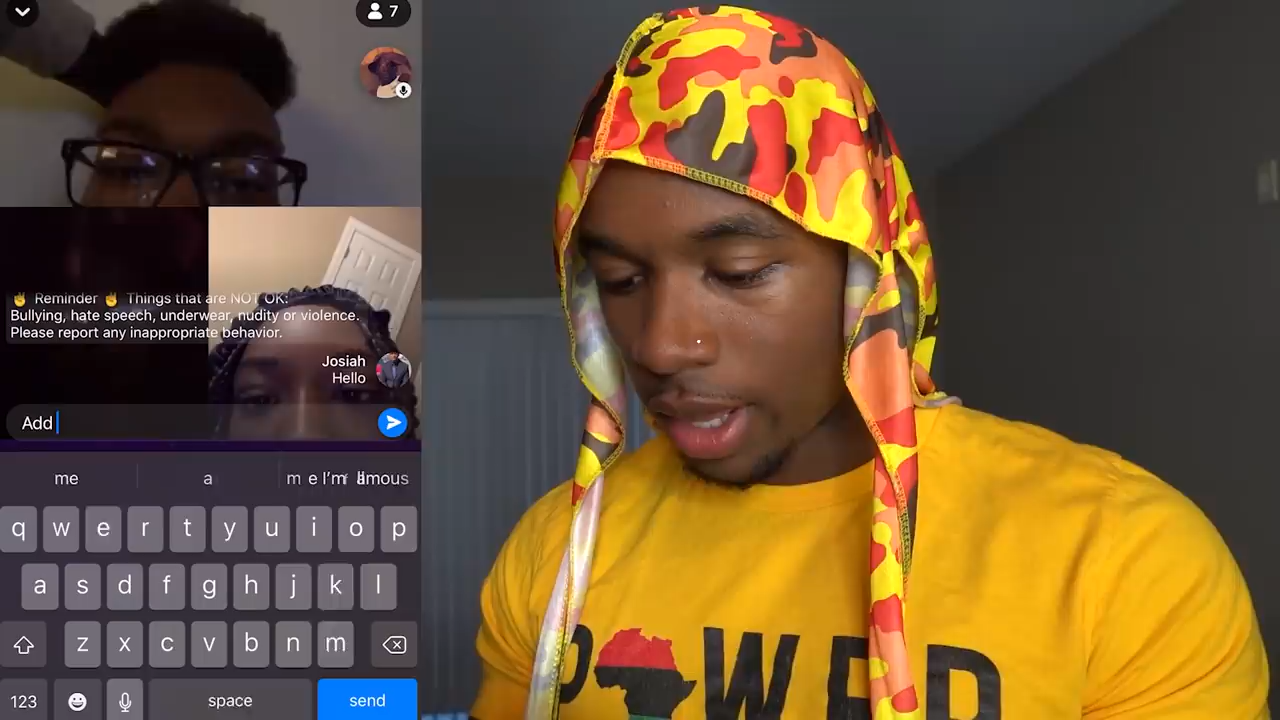 7
✌ Reminder ✌ Things that are NOT OK:
Bullying, hate speech, underwear, nudity or violence.
Please report any inappropriate behavior.
Josiah
Hello
Add
me a
q w e r t y u i o p
a s d f g h j k l
z x c v b n m
123 space send
POWER